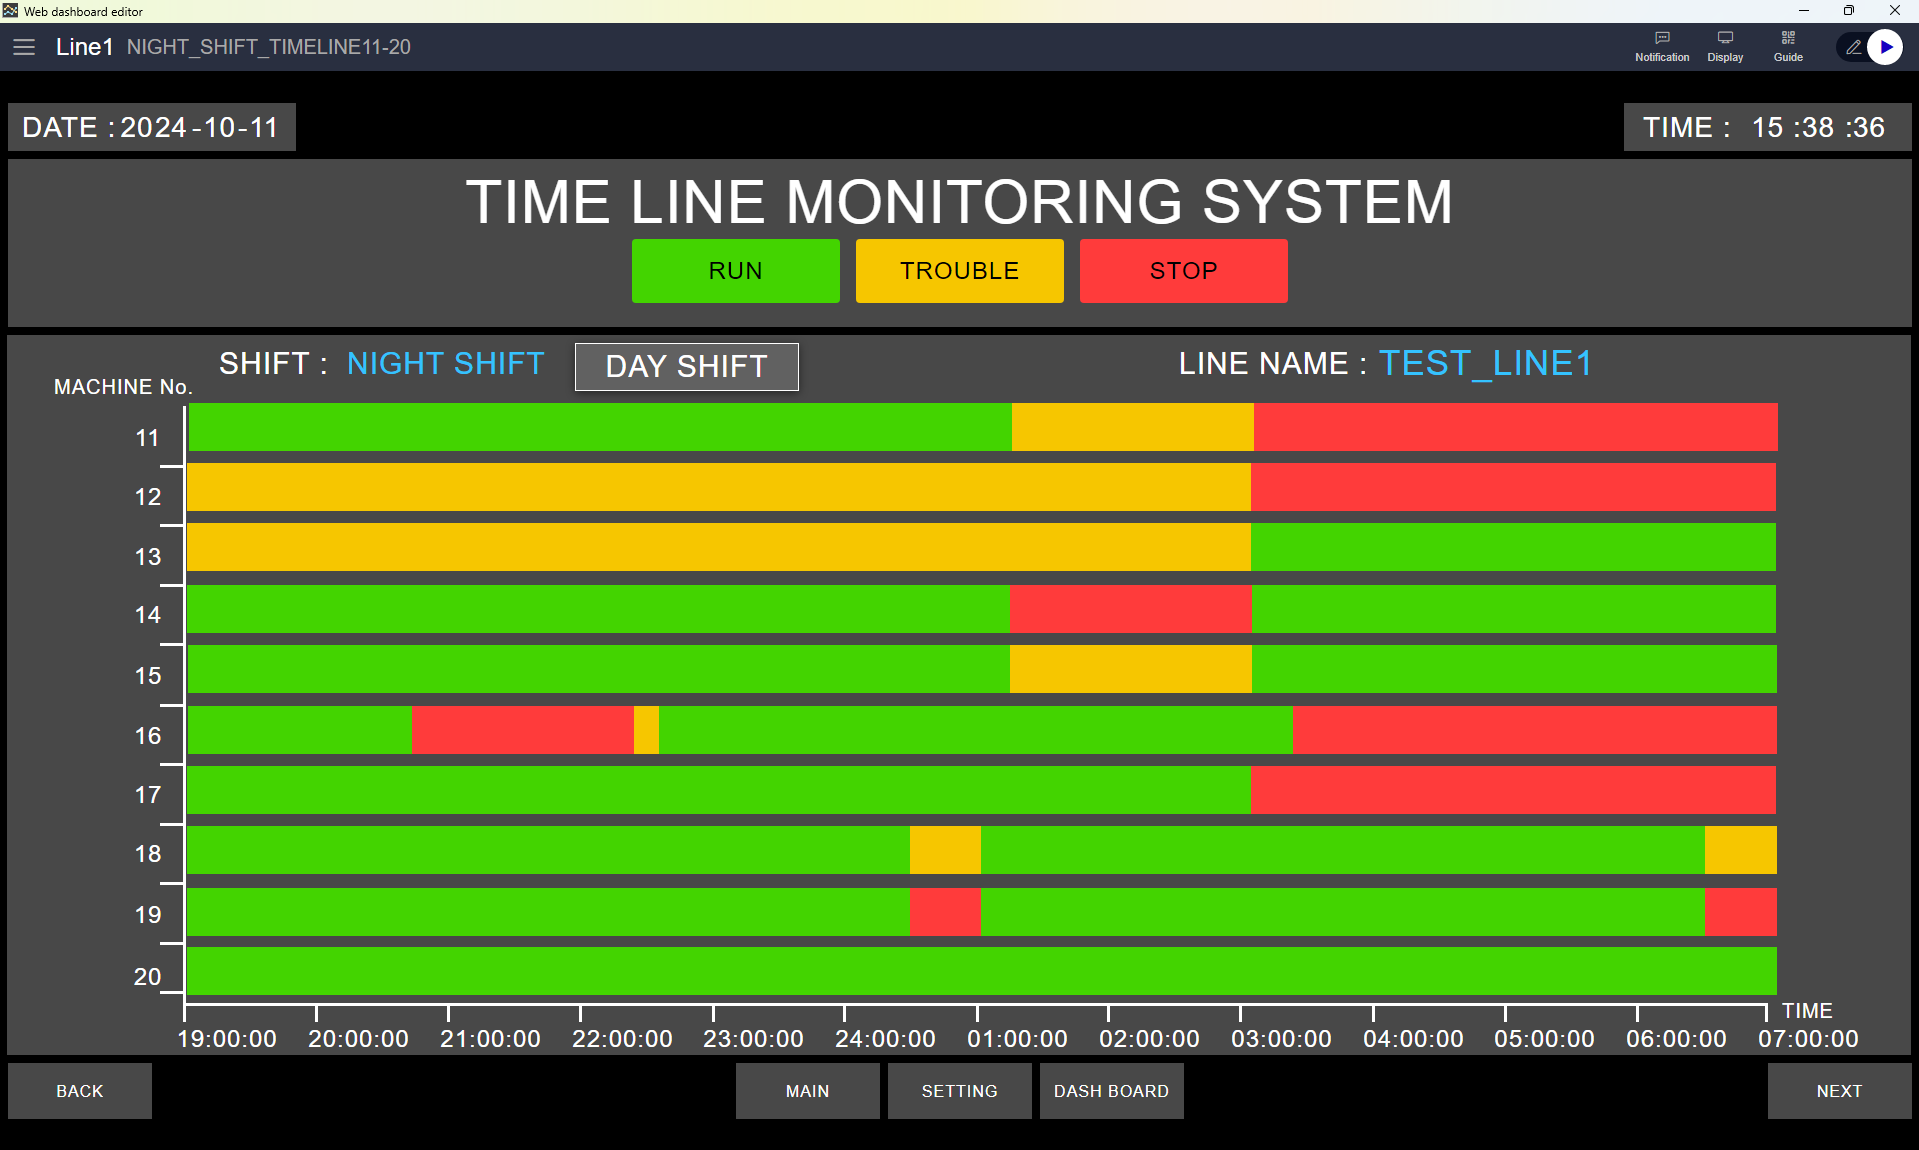 Web dashboard editor
Line1 NIGHT_SHIFT_TIMELINE11-20
Notification Display Guide
DATE :2024-10-11
TIME : 15 :38 :36
TIME LINE MONITORING SYSTEM
RUN TROUBLE STOP
SHIFT : NIGHT SHIFT DAY SHIFT LINE NAME : TEST_LINE1
MACHINE No.
11
12
13
14
15
16
17
18
19
20
TIME
19:00:00 20:00:00 21:00:00 22:00:00 23:00:00 24:00:00 01:00:00 02:00:00 03:00:00 04:00:00 05:00:00 06:00:00 07:00:00
BACK MAIN SETTING DASH BOARD NEXT